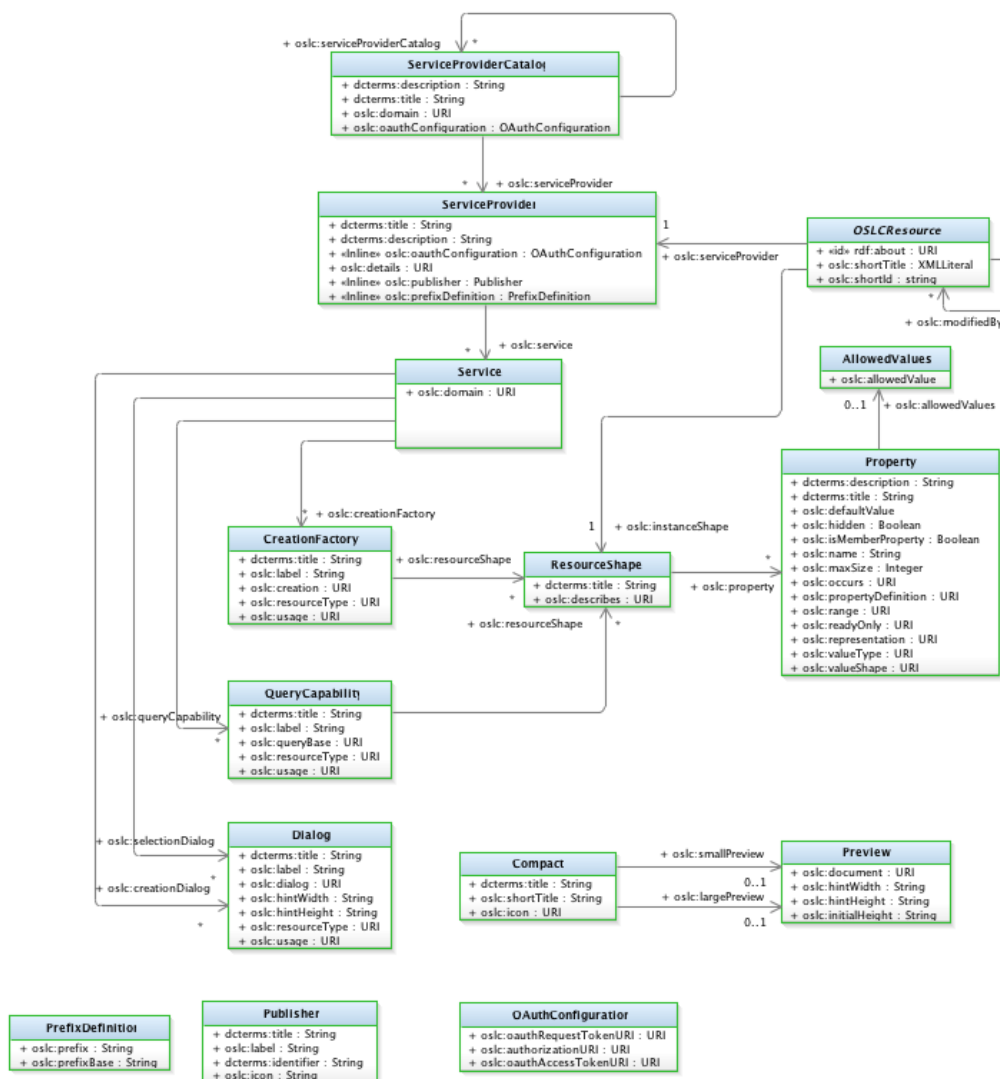 + oslc:serviceProviderCatalog *
ServiceProviderCatalog
+ dcterms:description : String
+ dcterms:title : String
+ oslc:domain : URI
+ oslc:oauthConfiguration : OAuthConfiguration
* + oslc:serviceProvider
ServiceProvider
+ dcterms:title : String
+ dcterms:description : String
+ «Inline» oslc:oauthConfiguration : OAuthConfiguration
+ oslc:details : URI
+ «Inline» oslc:publisher : Publisher
+ «Inline» oslc:prefixDefinition : PrefixDefinition
1
+ oslc:serviceProvider
OSLCResource
+ «id» rdf:about : URI
+ oslc:shortTitle : XMLLiteral
+ oslc:shortId : string
*
+ oslc:modifiedBy
* + oslc:service
Service
+ oslc:domain : URI
AllowedValues
+ oslc:allowedValue
0..1 + oslc:allowedValues
Property
+ dcterms:description : String
+ dcterms:title : String
+ oslc:defaultValue
+ oslc:hidden : Boolean
+ oslc:isMemberProperty : Boolean
+ oslc:name : String
+ oslc:maxSize : Integer
+ oslc:occurs : URI
+ oslc:propertyDefinition : URI
+ oslc:range : URI
+ oslc:readyOnly : URI
+ oslc:representation : URI
+ oslc:valueType : URI
+ oslc:valueShape : URI
* + oslc:creationFactory
CreationFactory
+ dcterms:title : String
+ oslc:label : String
+ oslc:creation : URI
+ oslc:resourceType : URI
+ oslc:usage : URI
+ oslc:resourceShape
*
1 + oslc:instanceShape
ResourceShape
+ dcterms:title : String
+ oslc:describes : URI
*
+ oslc:property
+ oslc:resourceShape *
QueryCapability
+ dcterms:title : String
+ oslc:label : String
+ oslc:queryBase : URI
+ oslc:resourceType : URI
+ oslc:usage : URI
+ oslc:queryCapability
*
Dialog
+ dcterms:title : String
+ oslc:label : String
+ oslc:dialog : URI
+ oslc:hintWidth : String
+ oslc:hintHeight : String
+ oslc:resourceType : URI
+ oslc:usage : URI
+ oslc:selectionDialog
*
+ oslc:creationDialog
*
Compact
+ dcterms:title : String
+ oslc:shortTitle : String
+ oslc:icon : URI
+ oslc:smallPreview
0..1
+ oslc:largePreview
0..1
Preview
+ oslc:document : URI
+ oslc:hintWidth : String
+ oslc:hintHeight : String
+ oslc:initialHeight : String
PrefixDefinition
+ oslc:prefix : String
+ oslc:prefixBase : String
Publisher
+ dcterms:title : String
+ oslc:label : String
+ dcterms:identifier : String
+ oslc:icon : String
OAuthConfiguration
+ oslc:oauthRequestTokenURI : URI
+ oslc:authorizationURI : URI
+ oslc:oauthAccessTokenURI : URI